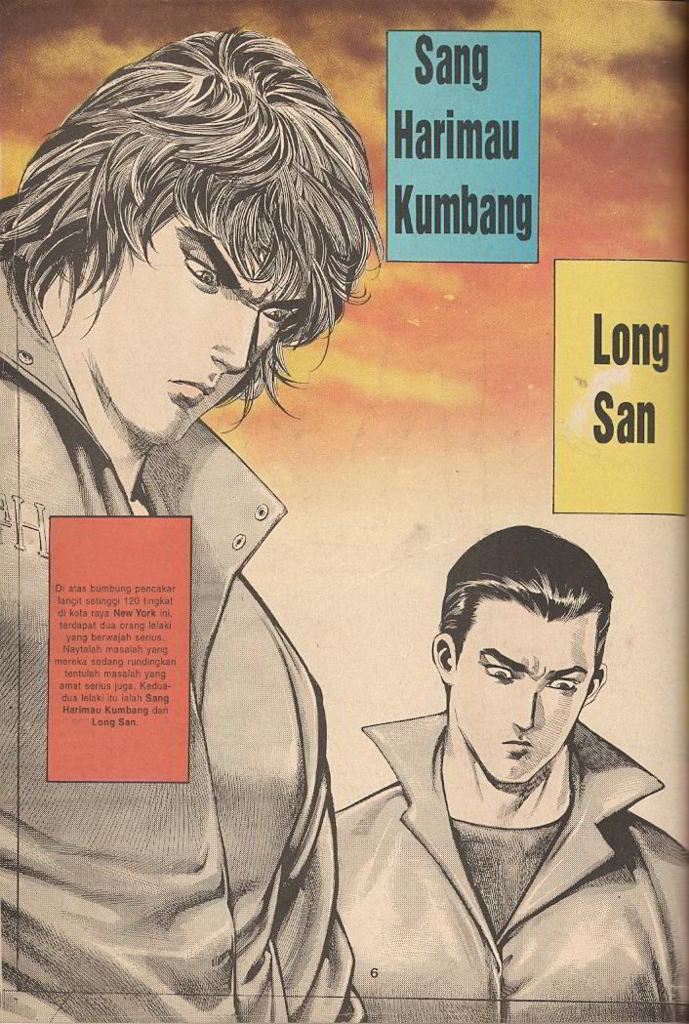 Sang
Harimau
Kumbang
Long
San
Di atas bumbung pencakar
langit setinggi 120 tingkat
di kota raya New York ini,
terdapat dua orang lelaki
yang berwajah serius.
Naytalah masalah yang
mereka sedang rundingkan
tentulah masalah yang
amat serius juga. Kedua-
dua lelaki itu ialah Sang
Harimau Kumbang dan
Long San.
6